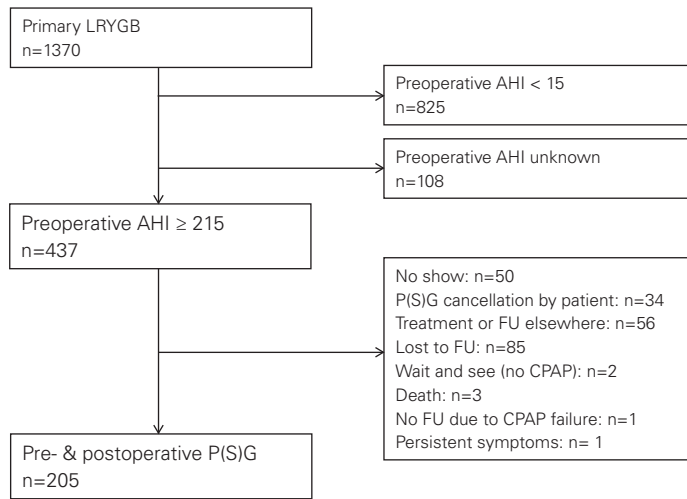 Primary LRYGB
n=1370
Preoperative AHI < 15
n=825
Preoperative AHI unknown
n=108
Preoperative AHI ≥ 215
n=437
No show: n=50
P(S)G cancellation by patient: n=34
Treatment or FU elsewhere: n=56
Lost to FU: n=85
Wait and see (no CPAP): n=2
Death: n=3
No FU due to CPAP failure: n=1
Persistent symptoms: n= 1
Pre- & postoperative P(S)G
n=205